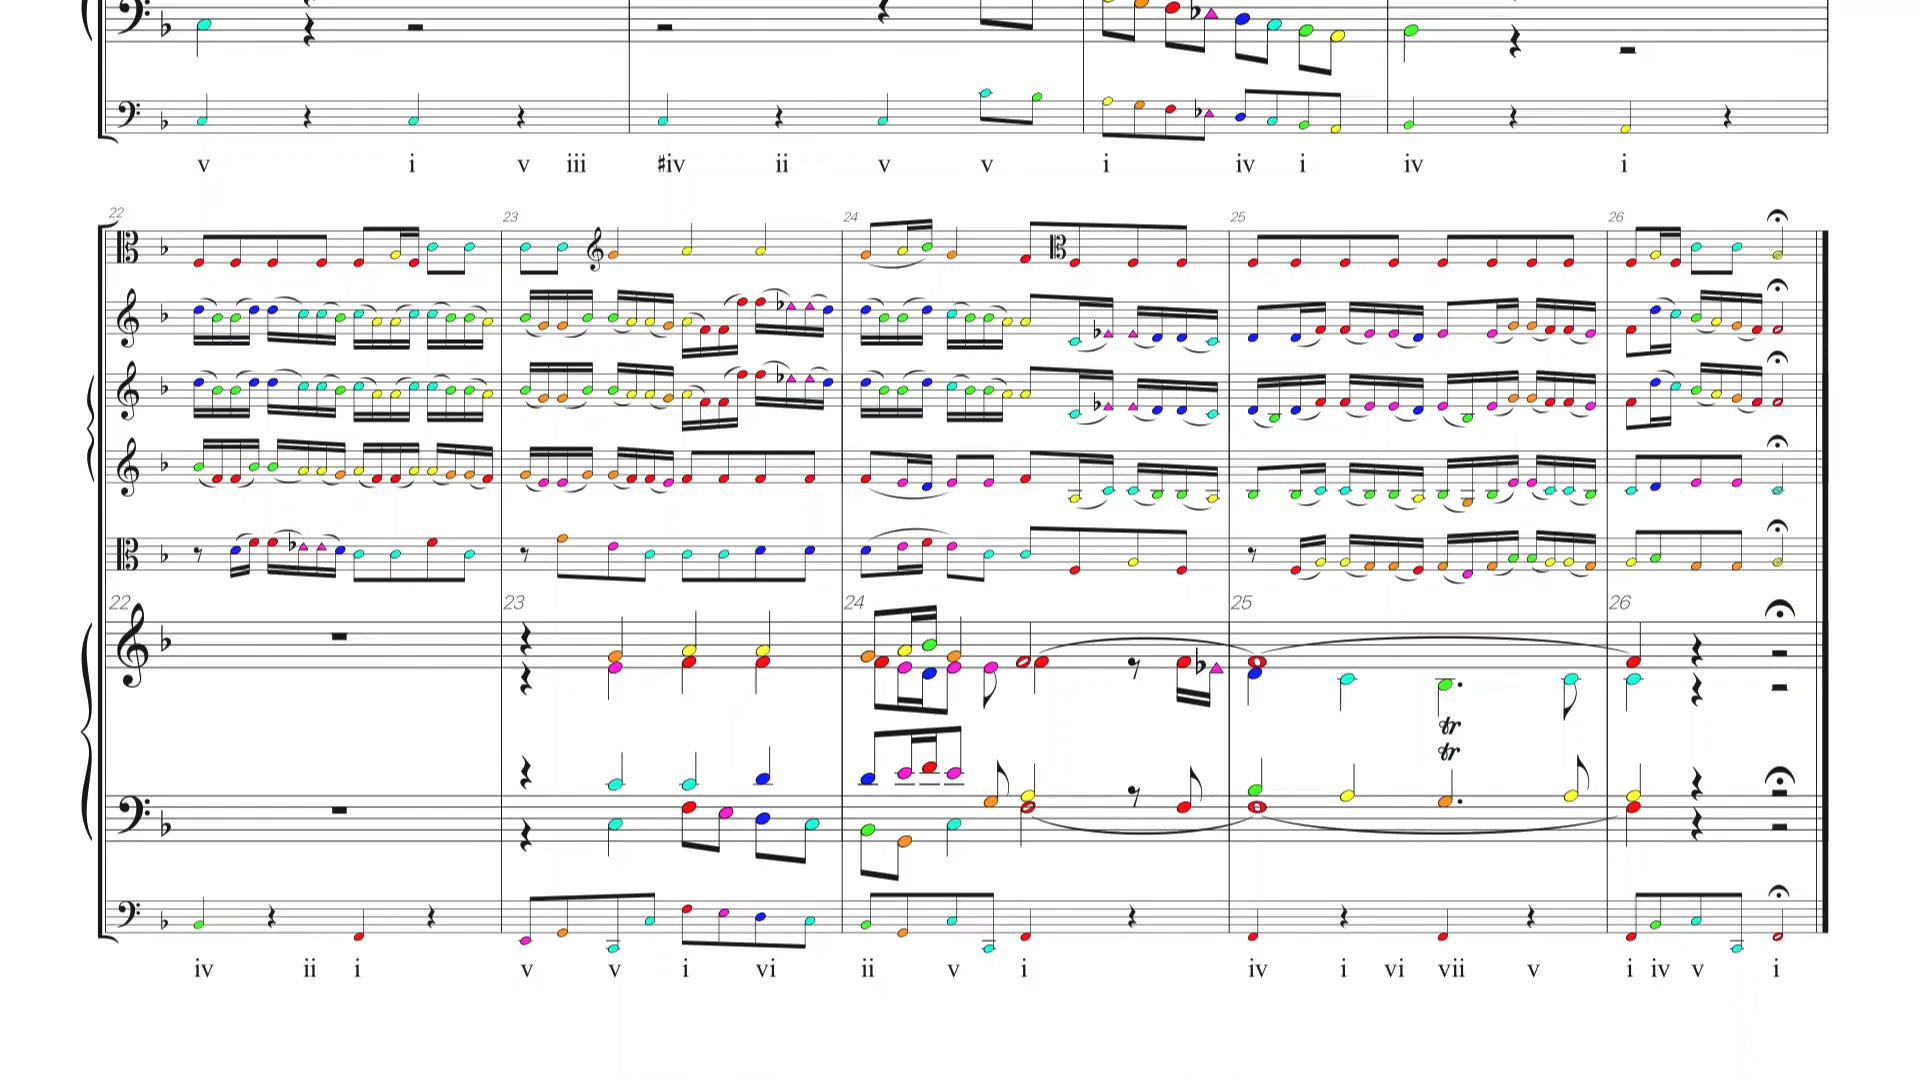 v i v iii #iv ii v v i iv i iv i
22 23 24 25 26
22 23 24 25 26
tr
tr
iv ii i v v i vi ii v i iv i vi vii v i iv v i